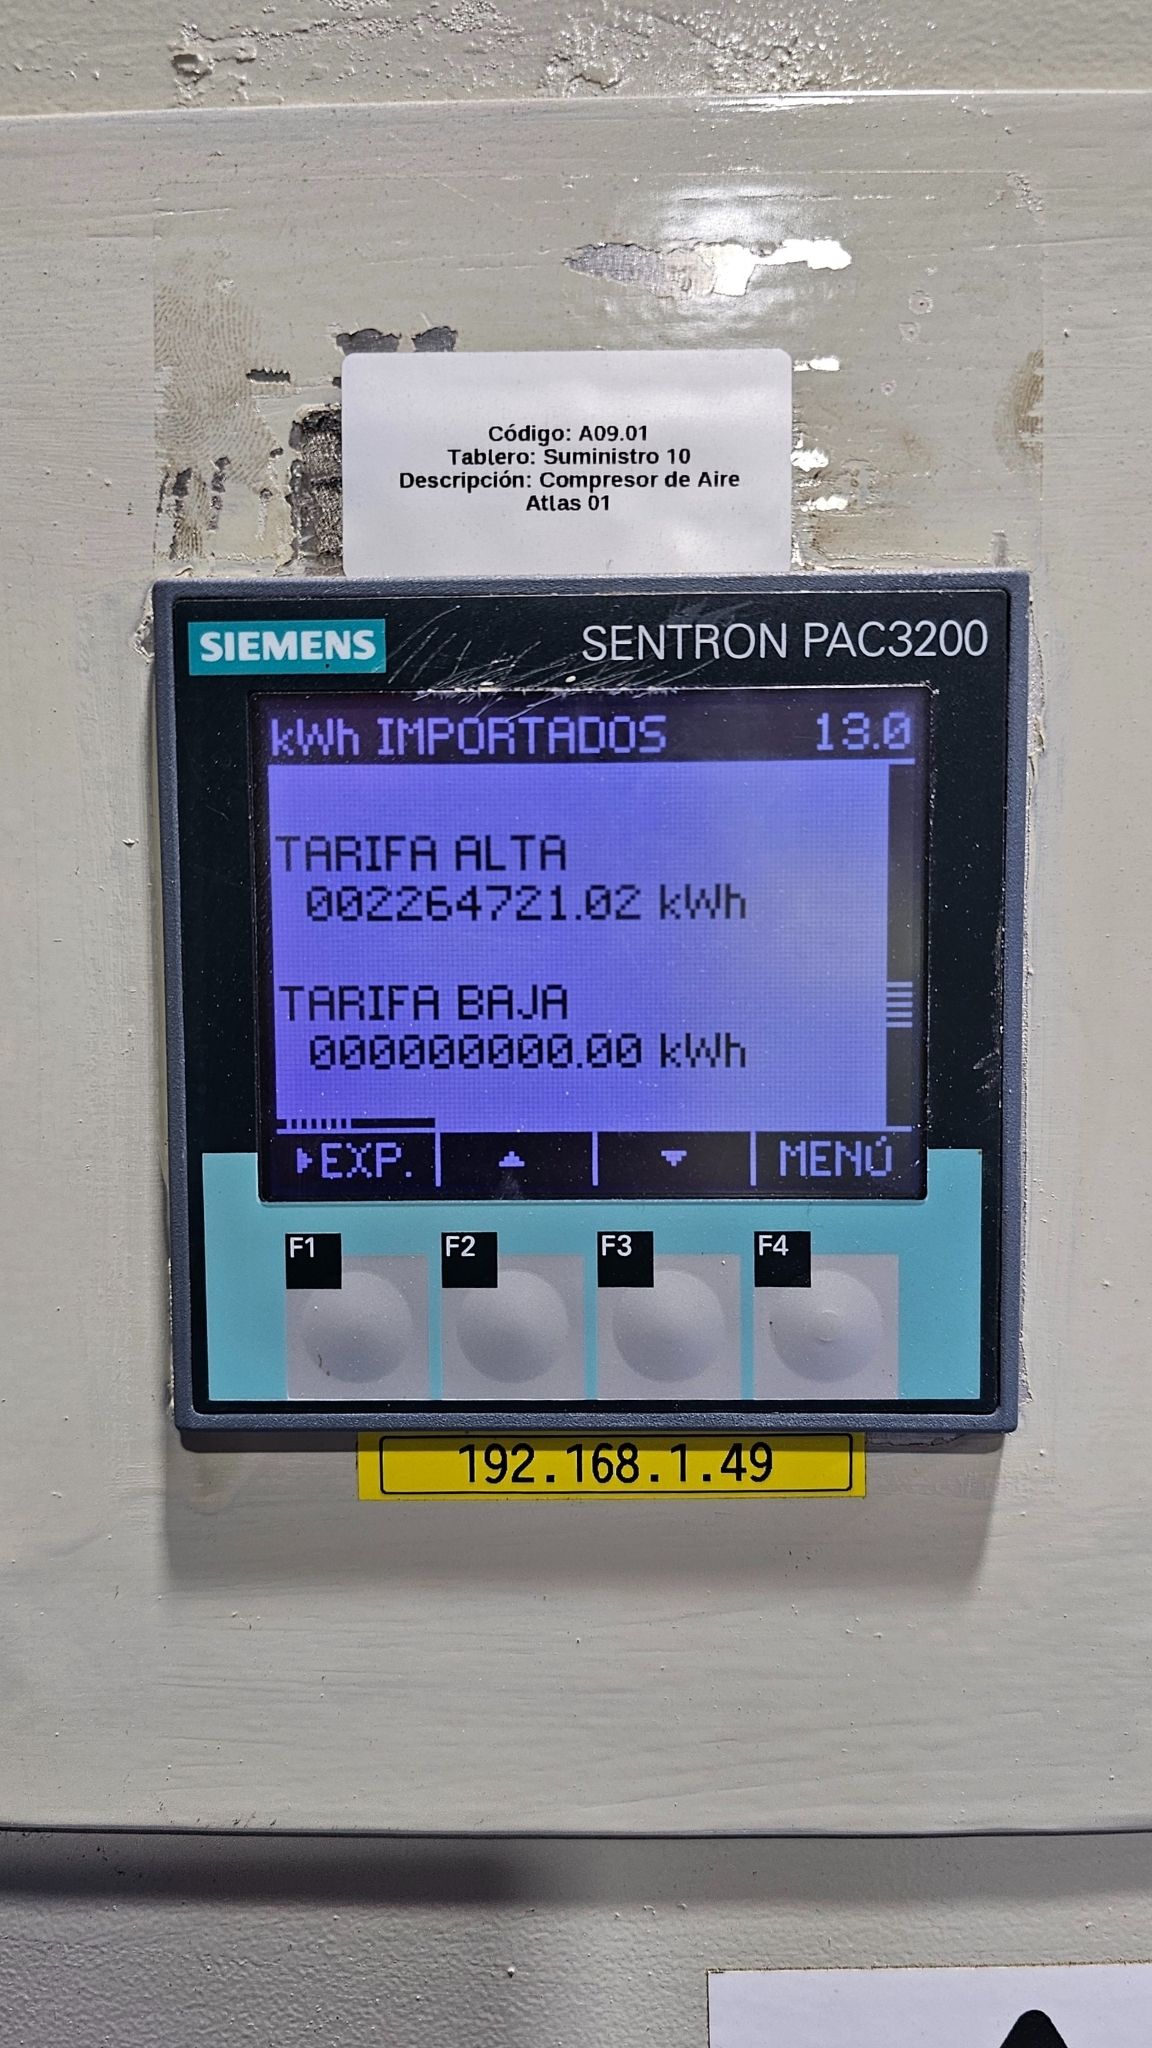 Código: A09.01
Tablero: Suministro 10
Descripción: Compresor de Aire
Atlas 01
SIEMENS
SENTRON PAC3200
kWh IMPORTADOS 13.0
TARIFA ALTA
002264721.02 kWh
TARIFA BAJA
000000000.00 kWh
EXP. MENÚ
F1 F2 F3 F4
192.168.1.49